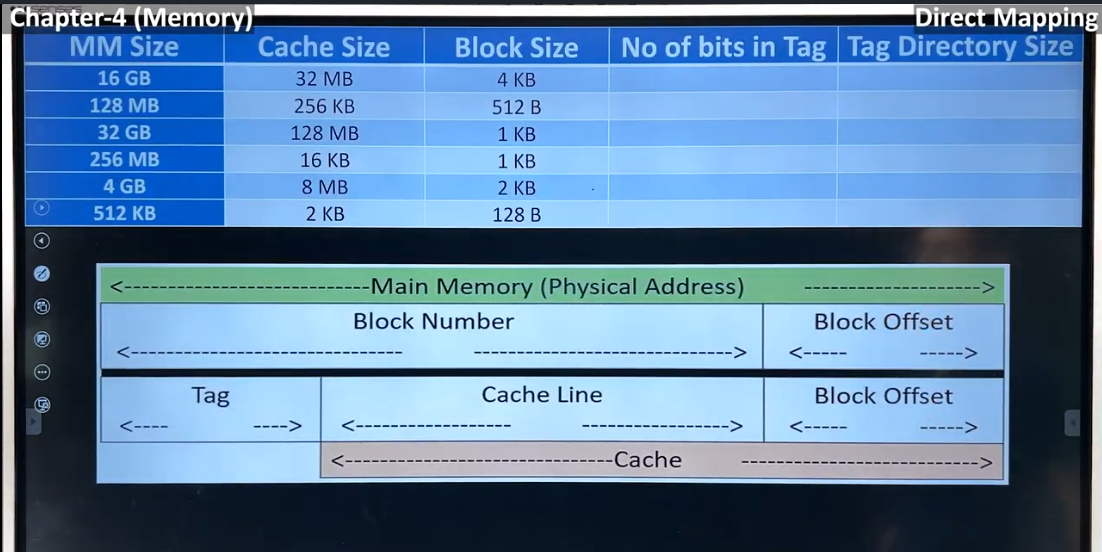 Chapter-4 (Memory)
Direct Mapping
MM Size Cache Size Block Size No of bits in Tag Tag Directory Size
16 GB 32 MB 4 KB
128 MB 256 KB 512 B
32 GB 128 MB 1 KB
256 MB 16 KB 1 KB
4 GB 8 MB 2 KB
512 KB 2 KB 128 B
Main Memory (Physical Address)
Block Number Block Offset
Tag Cache Line Block Offset
Cache